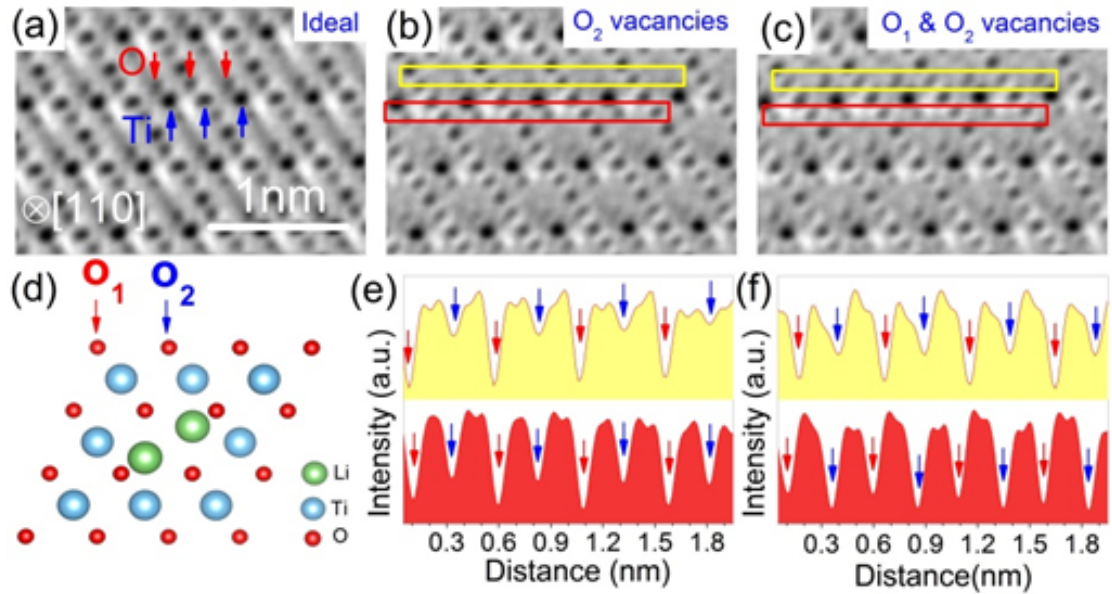 (a) Ideal
O
Ti
⊗[110]
1nm
(b) O₂ vacancies
(c) O₁ & O₂ vacancies
(d) O₁ O₂
Li
Ti
O
(e)
Intensity (a.u.)
0.3 0.6 0.9 1.2 1.5 1.8
Distance (nm)
(f)
Intensity (a.u.)
0.3 0.6 0.9 1.2 1.5 1.8
Distance(nm)